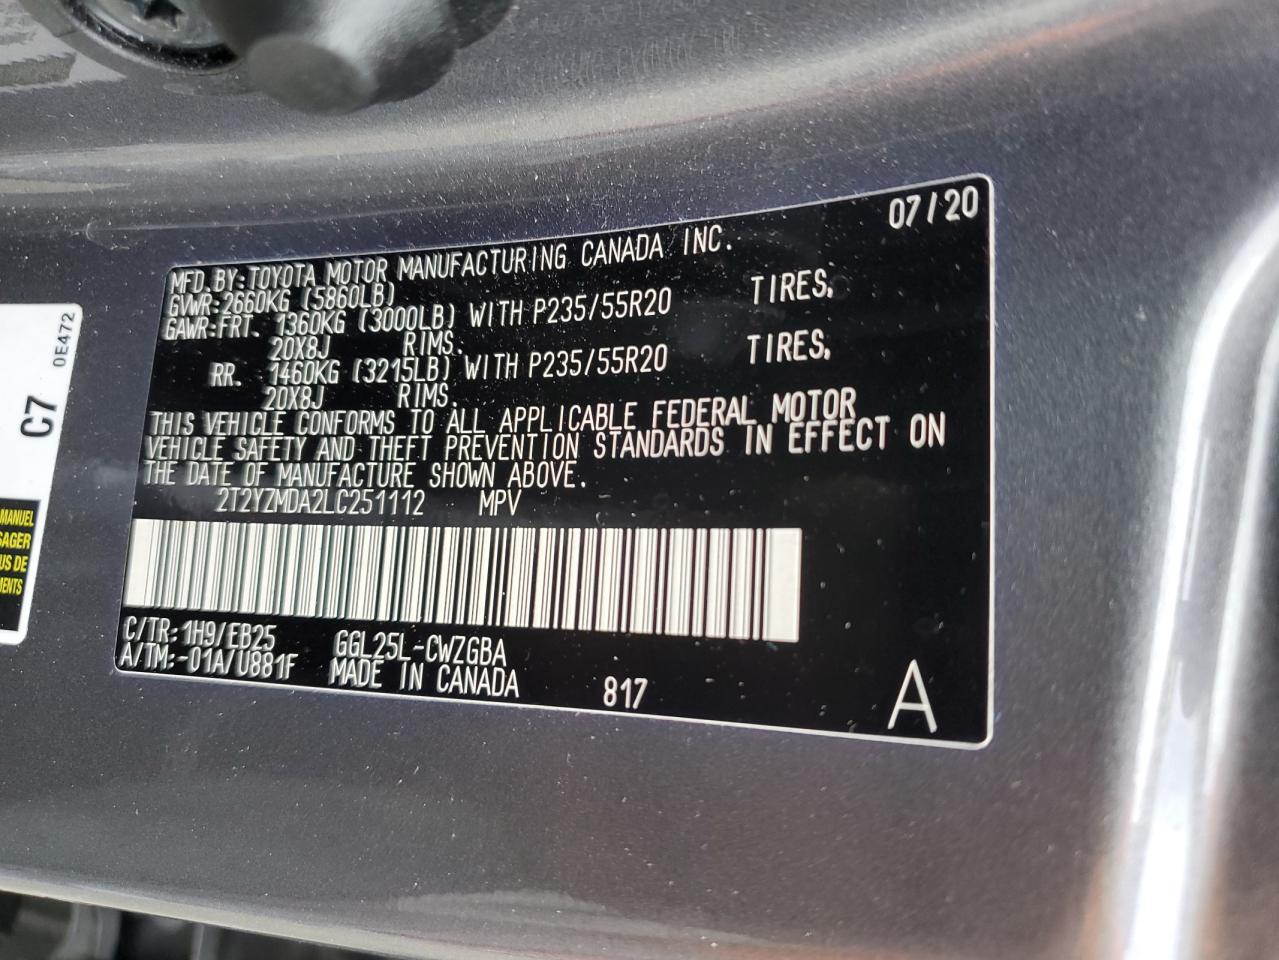 07/20
MFD.BY:TOYOTA MOTOR MANUFACTURING CANADA INC.
GVWR:2660KG (5860LB)
GAWR:FRT. 1360KG (3000LB) WITH P235/55R20 TIRES,
20X8J RIMS.
RR. 1460KG (3215LB) WITH P235/55R20 TIRES,
20X8J RIMS.
THIS VEHICLE CONFORMS TO ALL APPLICABLE FEDERAL MOTOR
VEHICLE SAFETY AND THEFT PREVENTION STANDARDS IN EFFECT ON
THE DATE OF MANUFACTURE SHOWN ABOVE.
2T2YZMDA2LC251112 MPV
C/TR:1H9/EB25 GGL25L-CWZGBA
A/TM:-01A/U881F MADE IN CANADA 817 A
0E472
C7
MANUEL
SAGER
US DE
MENTS